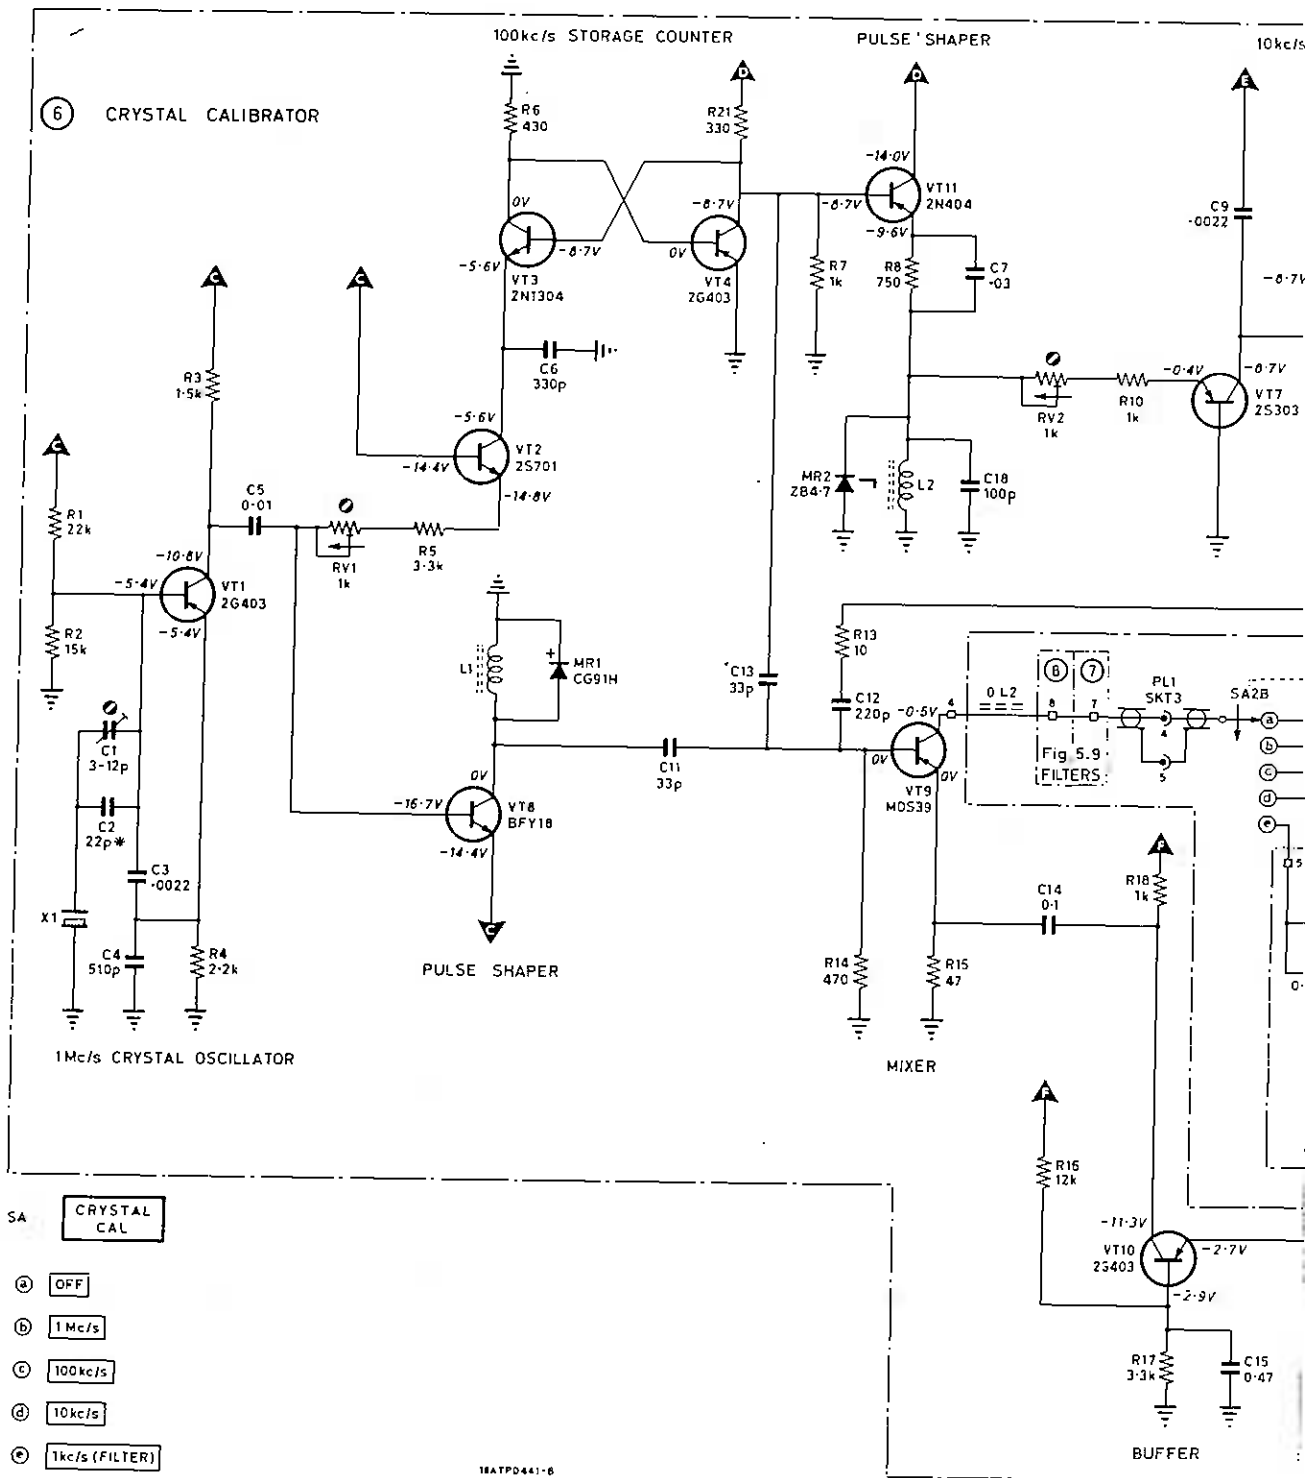 100kc/s STORAGE COUNTER
PULSE SHAPER
10kc/s
6 CRYSTAL CALIBRATOR
R6
430
D
R21
330
D
E
-14·0V
VT11
2N404
0V
-8·7V
-8·7V
-9·6V
C9
·0022
-8·7V
-5·6V
VT3
2N1304
0V
VT4
2G403
R7
1k
R8
750
C7
·03
-8·7V
C
C
C6
330p
R3
1·5k
-0·4V
-8·7V
VT7
2S303
RV2
1k
R10
1k
C
-5·6V
VT2
2S701
-14·4V
-14·8V
MR2
ZB4·7
L2
C18
100p
R1
22k
C5
0·01
RV1
1k
R5
3·3k
-10·8V
-5·4V
VT1
2G403
-5·4V
R2
15k
L1
+
MR1
CG91H
C13
33p
R13
10
C12
220p
-0·5V
4
0 L2
6
7
8
7
PL1
SKT3
4
5
SA2B
a
b
c
d
e
Fig 5.9
FILTERS
C1
3-12p
C2
22p*
C11
33p
0V
0V
VT9
MDS39
0V
-16·7V
VT8
BFY18
-14·4V
C3
·0022
X1
C4
510p
R4
2·2k
C
PULSE SHAPER
C14
0·1
R18
1k
5
R14
470
R15
47
0·
1Mc/s CRYSTAL OSCILLATOR
MIXER
R16
12k
SA
CRYSTAL
CAL
-11·3V
VT10
-2·7V
-2·9V
a OFF
b 1Mc/s
c 100kc/s
d 10kc/s
e 1kc/s (FILTER)
R17
3·3k
C15
0·47
BUFFER